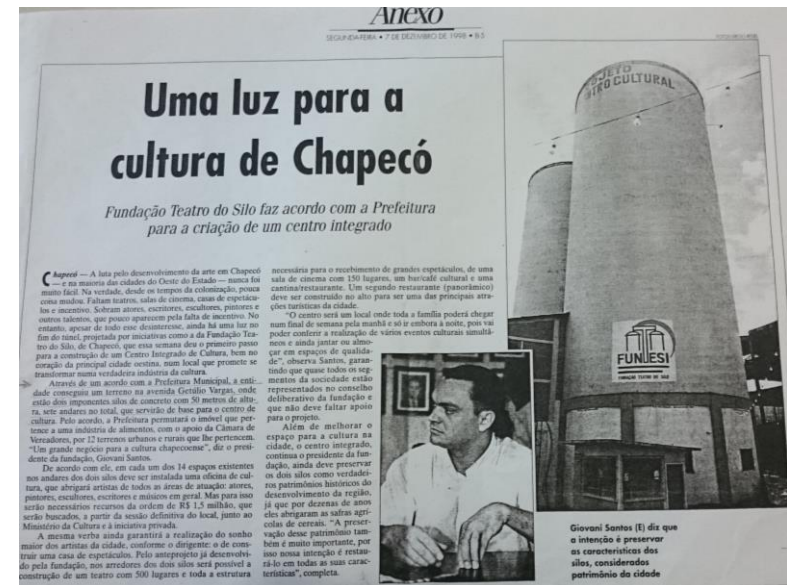 Anexo
SEGUNDA-FEIRA • 7 DE DEZEMBRO DE 1998 • B5
Uma luz para a
cultura de Chapecó
Fundação Teatro do Silo faz acordo com a Prefeitura
para a criação de um centro integrado
Chapecó — A luta pelo desenvolvimento da arte em Chapecó
— e na maioria das cidades do Oeste do Estado — nunca foi
muito fácil. Na verdade, desde os tempos da colonização, pouca
coisa mudou. Faltam teatros, salas de cinema, casas de espetácu-
los e incentivo. Sobram atores, escritores, escultores, pintores e
outros talentos, que pouco aparecem pela falta de incentivo. No
entanto, apesar de todo esse desinteresse, ainda há uma luz no
fim do túnel, projetada por iniciativas como a da Fundação Tea-
tro do Silo, de Chapecó, que essa semana deu o primeiro passo
para a construção de um Centro Integrado de Cultura, bem no
coração da principal cidade oestina, num local que promete se
transformar numa verdadeira indústria da cultura.
Através de um acordo com a Prefeitura Municipal, a enti-
dade conseguiu um terreno na avenida Getúlio Vargas, onde
estão dois imponentes silos de concreto com 50 metros de altu-
ra, sete andares no total, que servirão de base para o centro de
cultura. Pelo acordo, a Prefeitura permutará o imóvel que per-
tence a uma indústria de alimentos, com o apoio da Câmara de
Vereadores, por 12 terrenos urbanos e rurais que lhe pertencem.
"Um grande negócio para a cultura chapecoense", diz o presi-
dente da fundação, Giovani Santos.
De acordo com ele, em cada um dos 14 espaços existentes
nos andares dos dois silos deve ser instalada uma oficina de cul-
tura, que abrigará artistas de todos as áreas de atuação: atores,
pintores, escultores, escritores e músicos em geral. Mas para isso
serão necessários recursos da ordem de R$ 1,5 milhão, que
serão buscados, a partir da sessão definitiva do local, junto ao
Ministério da Cultura e à iniciativa privada.
A mesma verba ainda garantirá a realização do sonho
maior dos artistas da cidade, conforme o dirigente: o de cons-
truir uma casa de espetáculos. Pelo anteprojeto já desenvolvi-
do pela fundação, nos arredores dos dois silos será possível a
construção de um teatro com 500 lugares e toda a estrutura
necessária para o recebimento de grandes espetáculos, de uma
sala de cinema com 150 lugares, um bar/café cultural e uma
cantina/restaurante. Um segundo restaurante (panorâmico)
deve ser construído no alto para ser uma das principais atra-
ções turísticas da cidade.
"O centro será um local onde toda a família poderá chegar
num final de semana pela manhã e só ir embora à noite, pois vai
poder conferir a realização de vários eventos culturais simultâ-
neos e ainda jantar ou almo-
çar em espaços de qualida-
de", observa Santos, garan-
tindo que quase todos os seg-
mentos da sociedade estão
representados no conselho
deliberativo da fundação e
que não deve faltar apoio
para o projeto.
Além de melhorar o
espaço para a cultura na
cidade, o centro integrado,
continua o presidente da fun-
dação, ainda deve preservar
os dois silos como verdadei-
ros patrimônios históricos do
desenvolvimento da região,
já que por dezenas de anos
eles abrigaram as safras agrí-
colas de cereais. "A preser-
vação desse patrimônio tam-
bém é muito importante, por
isso nossa intenção é restau-
rá-lo em todas as suas carac-
terísticas", completa.
CULTURAL
FUNTESI
FUNDAÇÃO TEATRO DO SILO
Giovani Santos (E) diz que
a intenção é preservar
as características dos
silos, considerados
patrimônio da cidade